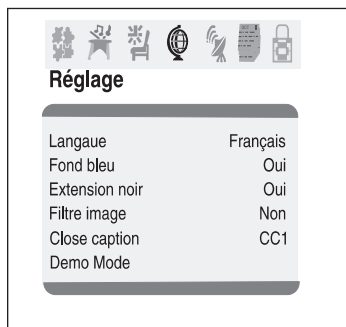 Réglage
Langaue Français
Fond bleu Oui
Extension noir Oui
Filtre image Non
Close caption CC1
Demo Mode